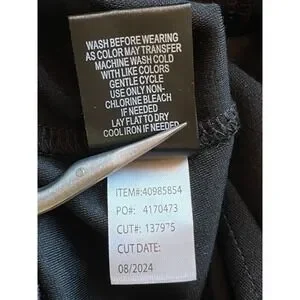 WASH BEFORE WEARING
AS COLOR MAY TRANSFER
MACHINE WASH COLD
WITH LIKE COLORS
GENTLE CYCLE
USE ONLY NON-
CHLORINE BLEACH
IF NEEDED
LAY FLAT TO DRY
COOL IRON IF NEEDED
ITEM#:40985854
PO#: 4170473
CUT#: 137975
CUT DATE:
08/2024